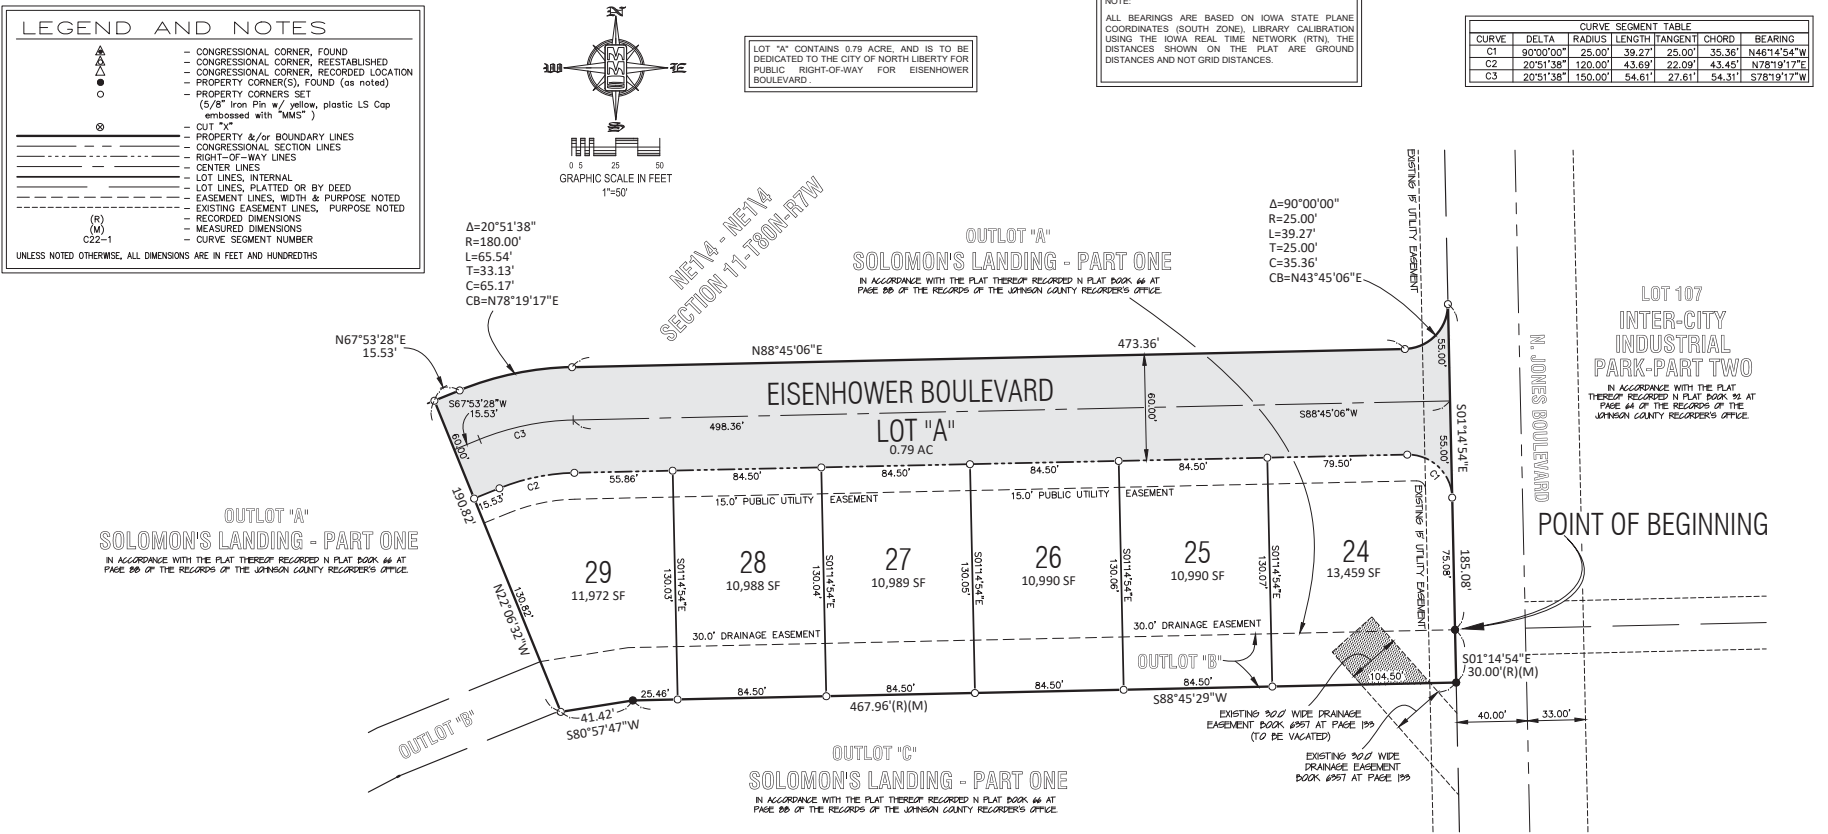 LEGEND AND NOTES
- CONGRESSIONAL CORNER, FOUND
- CONGRESSIONAL CORNER, REESTABLISHED
- CONGRESSIONAL CORNER, RECORDED LOCATION
- PROPERTY CORNER(S), FOUND (as noted)
- PROPERTY CORNERS SET
(5/8" Iron Pin w/ yellow, plastic LS Cap
embossed with "MMS" )
- CUT "X"
- PROPERTY &/or BOUNDARY LINES
- CONGRESSIONAL SECTION LINES
- RIGHT-OF-WAY LINES
- CENTER LINES
- LOT LINES, INTERNAL
- LOT LINES, PLATTED OR BY DEED
- EASEMENT LINES, WIDTH & PURPOSE NOTED
- EXISTING EASEMENT LINES, PURPOSE NOTED
(R) - RECORDED DIMENSIONS
(M) - MEASURED DIMENSIONS
C22-1 - CURVE SEGMENT NUMBER
UNLESS NOTED OTHERWISE, ALL DIMENSIONS ARE IN FEET AND HUNDREDTHS
N
W E
S
0 5 25 50
GRAPHIC SCALE IN FEET
1"=50'
LOT "A" CONTAINS 0.79 ACRE, AND IS TO BE
DEDICATED TO THE CITY OF NORTH LIBERTY FOR
PUBLIC RIGHT-OF-WAY FOR EISENHOWER
BOULEVARD .
NOTE:
ALL BEARINGS ARE BASED ON IOWA STATE PLANE
COORDINATES (SOUTH ZONE), LIBRARY CALIBRATION
USING THE IOWA REAL TIME NETWORK (RTN), THE
DISTANCES SHOWN ON THE PLAT ARE GROUND
DISTANCES AND NOT GRID DISTANCES.
CURVE SEGMENT TABLE
CURVE DELTA RADIUS LENGTH TANGENT CHORD BEARING
C1 90°00'00" 25.00' 39.27' 25.00' 35.36' N46°14'54"W
C2 20°51'38" 120.00' 43.69' 22.09' 43.45' N78°19'17"E
C3 20°51'38" 150.00' 54.61' 27.61' 54.31' S78°19'17"W
Δ=20°51'38"
R=180.00'
L=65.54'
T=33.13'
C=65.17'
CB=N78°19'17"E
NE1\4 - NE1\4
SECTION 11-T80N-R7W
OUTLOT "A"
SOLOMON'S LANDING - PART ONE
IN ACCORDANCE WITH THE PLAT THEREOF RECORDED N PLAT BOOK 66 AT
PAGE 88 OF THE RECORDS OF THE JOHNSON COUNTY RECORDER'S OFFICE.
Δ=90°00'00"
R=25.00'
L=39.27'
T=25.00'
C=35.36'
CB=N43°45'06"E
EXISTING 15' UTILITY EASEMENT
LOT 107
INTER-CITY
INDUSTRIAL
PARK-PART TWO
IN ACCORDANCE WITH THE PLAT
THEREOF RECORDED N PLAT BOOK 32 AT
PAGE 64 OF THE RECORDS OF THE
JOHNSON COUNTY RECORDER'S OFFICE.
N. JONES BOULEVARD
N67°53'28"E
15.53'
N88°45'06"E
473.36'
55.00'
EISENHOWER BOULEVARD
S67°53'28"W
15.53'
60.00'
60.00'
C3
498.36'
S88°45'06"W
LOT "A"
0.79 AC
55.00'
S01°14'54"E
C1
190.82'
15.53'
C2
55.86'
84.50'
84.50'
84.50'
84.50'
79.50'
15.0' PUBLIC UTILITY EASEMENT
15.0' PUBLIC UTILITY EASEMENT
EXISTING 15' UTILITY EASEMENT
OUTLOT "A"
SOLOMON'S LANDING - PART ONE
IN ACCORDANCE WITH THE PLAT THEREOF RECORDED N PLAT BOOK 66 AT
PAGE 88 OF THE RECORDS OF THE JOHNSON COUNTY RECORDER'S OFFICE.
POINT OF BEGINNING
29
11,972 SF
28
10,988 SF
27
10,989 SF
26
10,990 SF
25
10,990 SF
24
13,459 SF
S01°14'54"E
130.03'
S01°14'54"E
130.04'
S01°14'54"E
130.05'
S01°14'54"E
130.06'
S01°14'54"E
130.07'
75.08'
185.08'
130.82'
N22°06'32"W
30.0' DRAINAGE EASEMENT
30.0' DRAINAGE EASEMENT
OUTLOT "B"
S01°14'54"E
30.00'(R)(M)
25.46'
84.50'
84.50'
84.50'
84.50'
104.50'
41.42'
S80°57'47"W
467.96'(R)(M)
S88°45'29"W
OUTLOT "B"
40.00'
33.00'
EXISTING 30.0' WIDE DRAINAGE
EASEMENT BOOK 6357 AT PAGE 133
(TO BE VACATED)
EXISTING 30.0' WIDE
DRAINAGE EASEMENT
BOOK 6357 AT PAGE 133
OUTLOT "C"
SOLOMON'S LANDING - PART ONE
IN ACCORDANCE WITH THE PLAT THEREOF RECORDED N PLAT BOOK 66 AT
PAGE 88 OF THE RECORDS OF THE JOHNSON COUNTY RECORDER'S OFFICE.